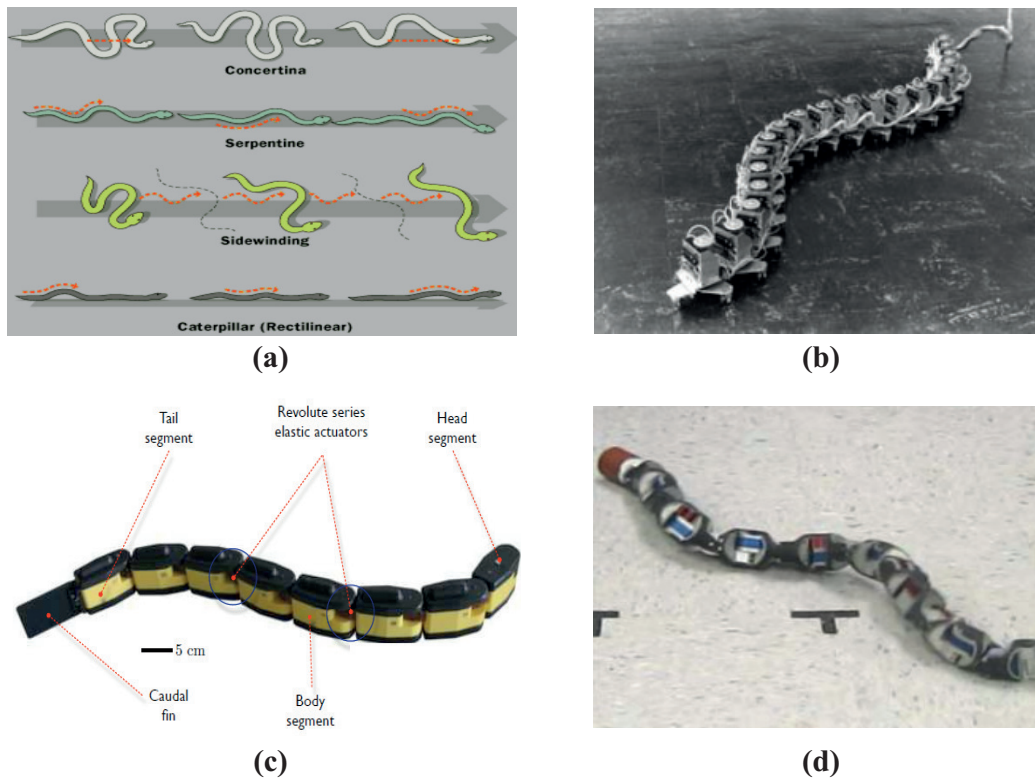 Concertina
Serpentine
Sidewinding
Caterpillar (Rectilinear)
(a)
(b)
Tail
segment
Revolute series
elastic actuators
Head
segment
5 cm
Caudal
fin
Body
segment
(c)
(d)